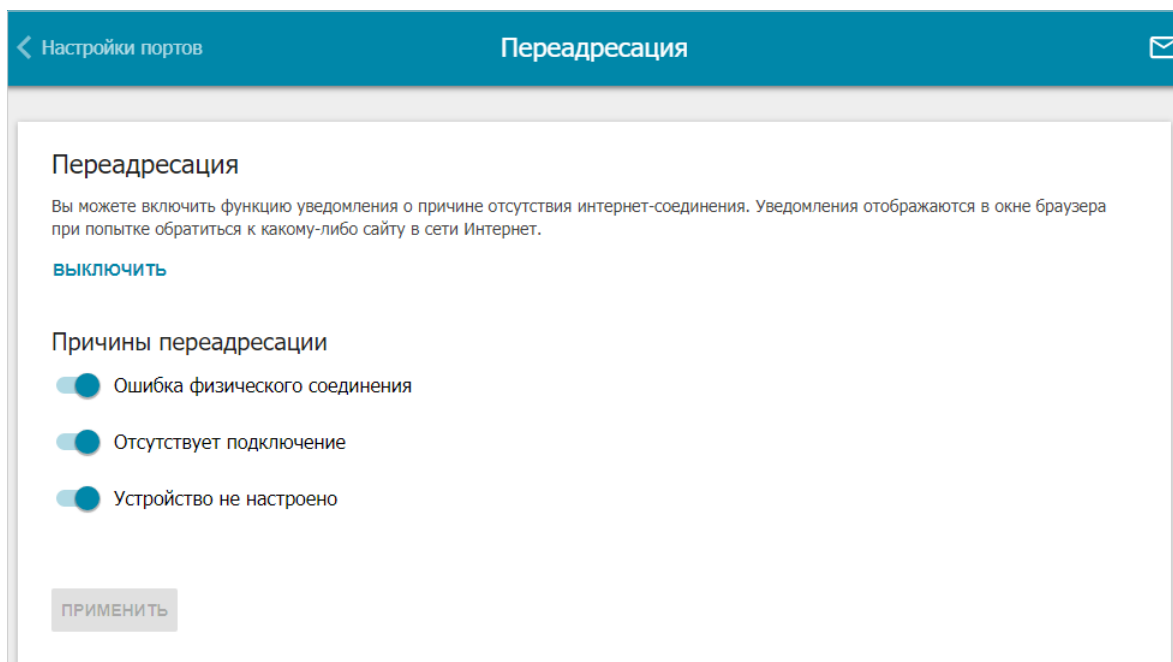 Настройки портов
Переадресация
Переадресация
Вы можете включить функцию уведомления о причине отсутствия интернет-соединения. Уведомления отображаются в окне браузера
при попытке обратиться к какому-либо сайту в сети Интернет.
ВЫКЛЮЧИТЬ
Причины переадресации
Ошибка физического соединения
Отсутствует подключение
Устройство не настроено
ПРИМЕНИТЬ